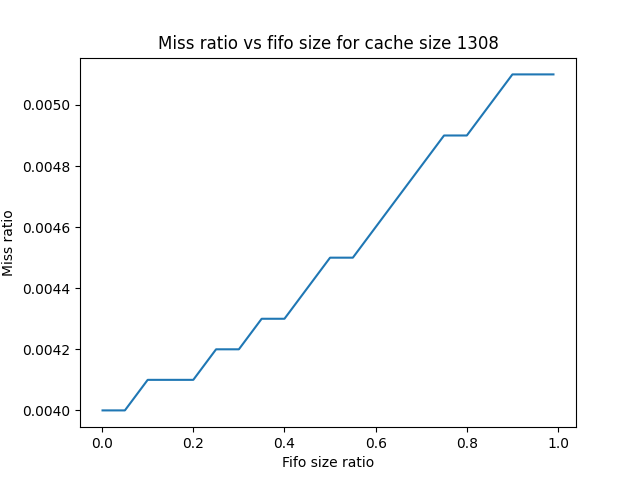 Miss ratio vs fifo size for cache size 1308
Miss ratio
0.0050
0.0048
0.0046
0.0044
0.0042
0.0040
0.0 0.2 0.4 0.6 0.8 1.0
Fifo size ratio